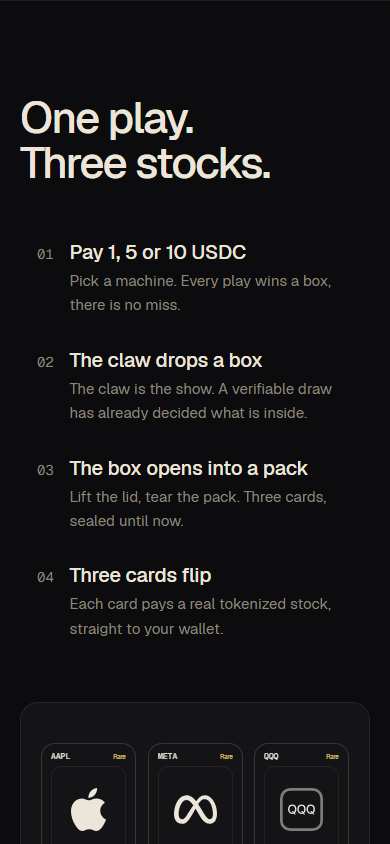 One play.
Three stocks.
01 Pay 1, 5 or 10 USDC
Pick a machine. Every play wins a box,
there is no miss.
02 The claw drops a box
The claw is the show. A verifiable draw
has already decided what is inside.
03 The box opens into a pack
Lift the lid, tear the pack. Three cards,
sealed until now.
04 Three cards flip
Each card pays a real tokenized stock,
straight to your wallet.
AAPL Rare META Rare QQQ Rare
QQQ